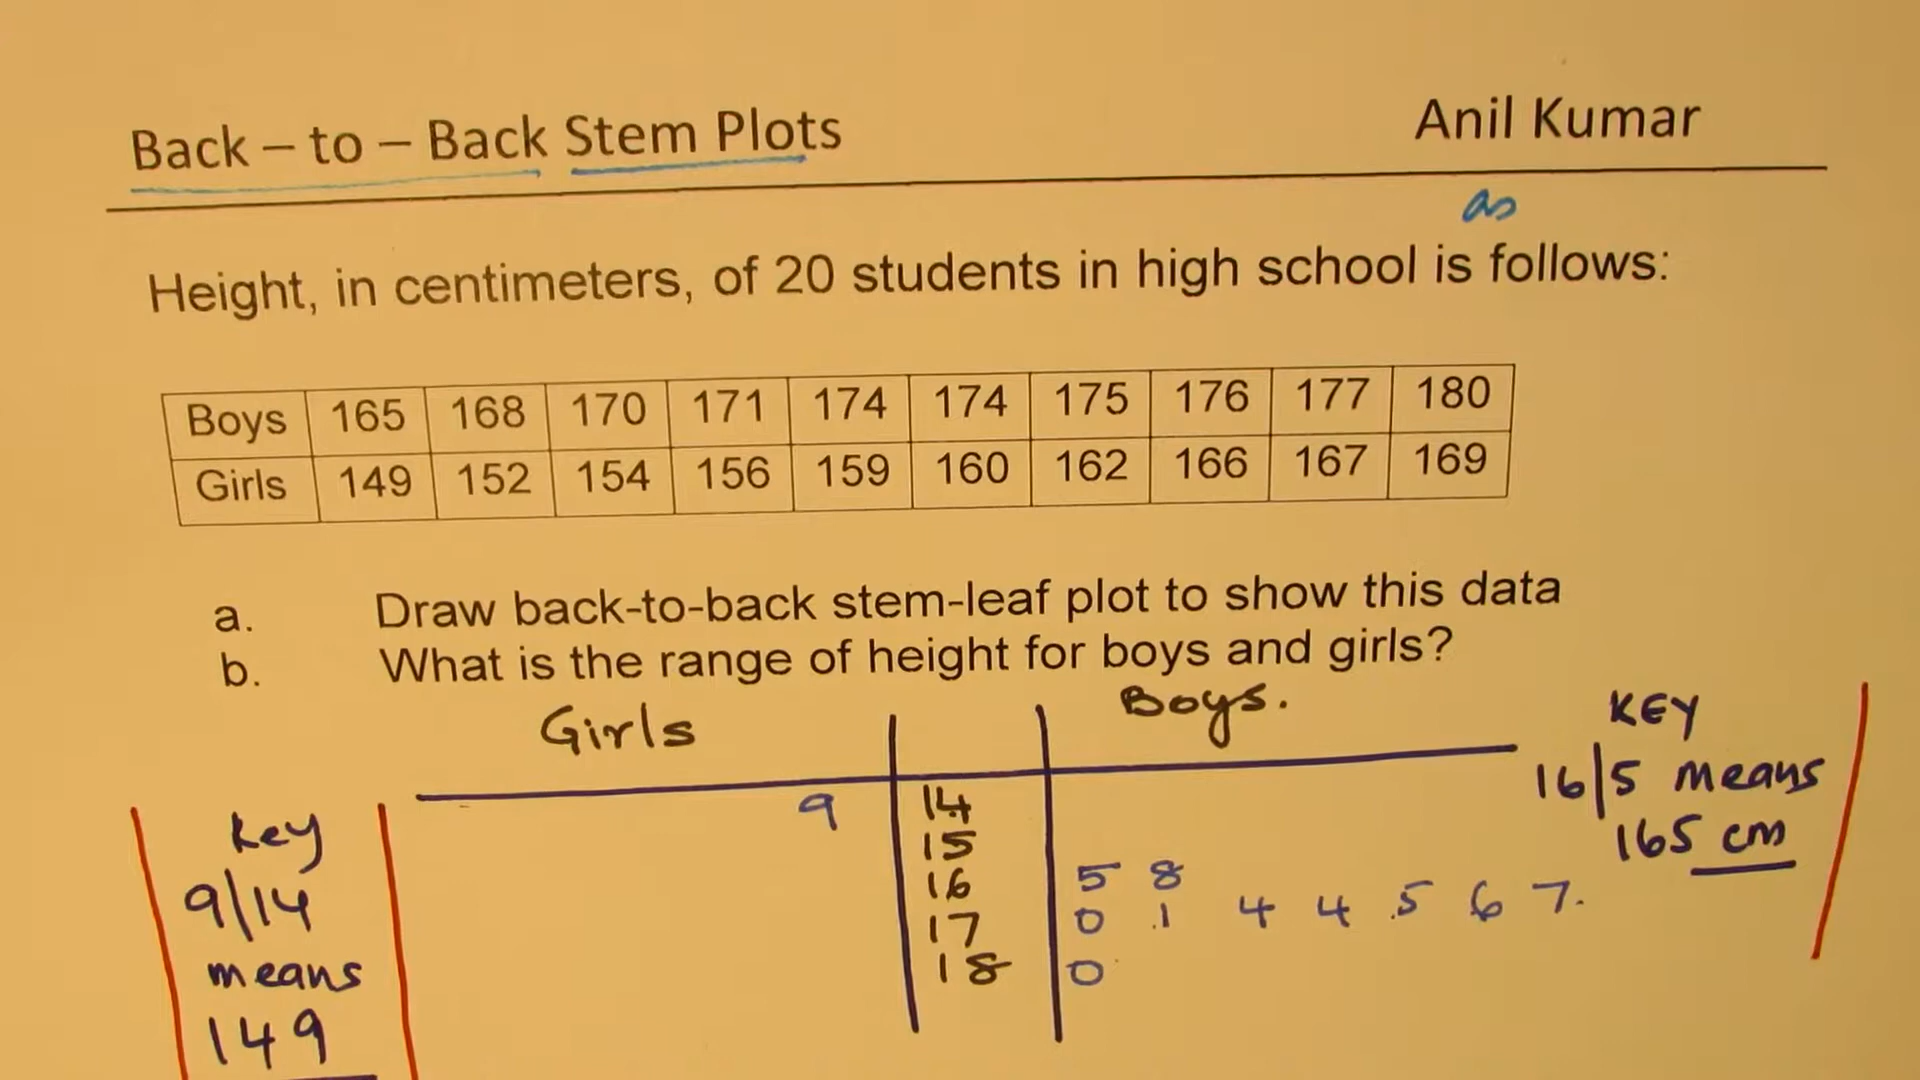 Back – to – Back Stem Plots Anil Kumar
as
Height, in centimeters, of 20 students in high school is follows:
Boys 165 168 170 171 174 174 175 176 177 180
Girls 149 152 154 156 159 160 162 166 167 169
a. Draw back-to-back stem-leaf plot to show this data
b. What is the range of height for boys and girls?
Girls Boys.
9 14
15
16 5 8
17 0 1 4 4 5 6 7.
18 0
KEY
16|5 means
165 cm
Key
9/14
means
149